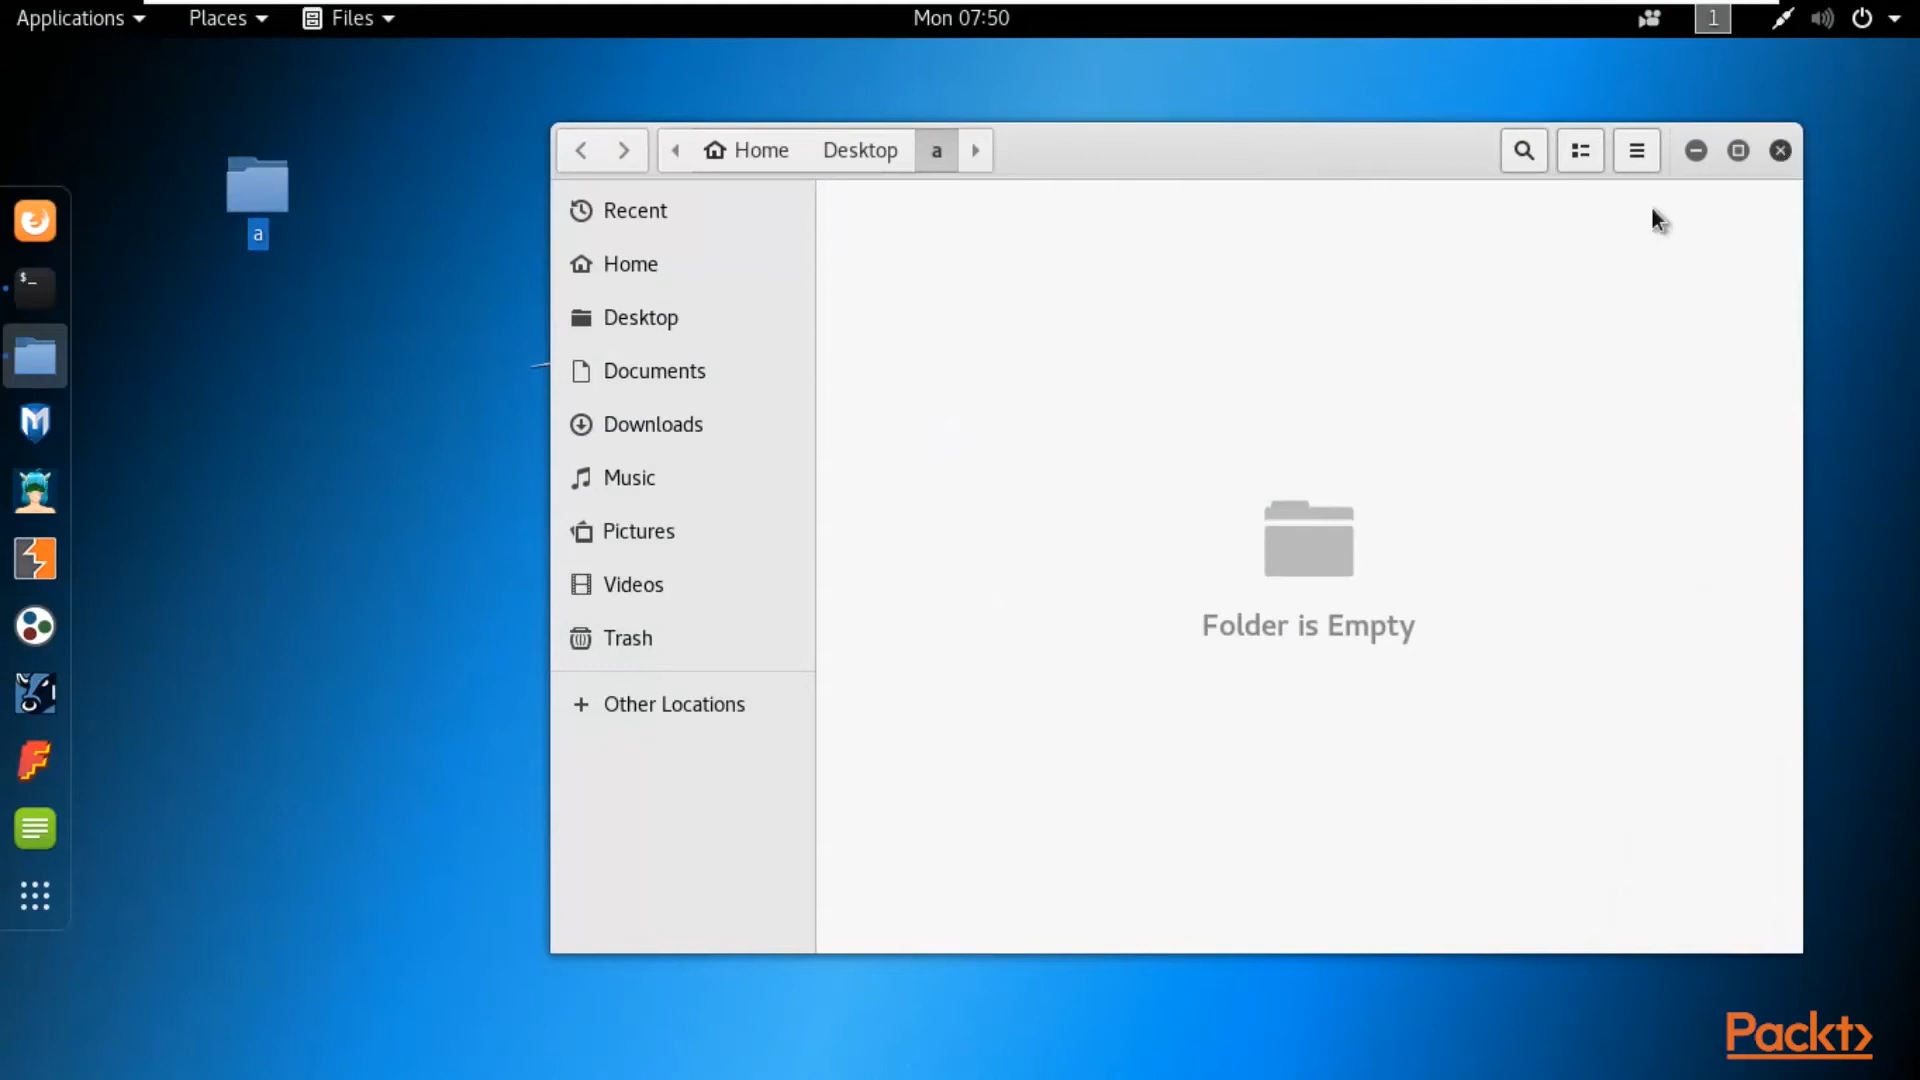 Applications
Places
Files
Mon 07:50
1
Home
Desktop
a
a
$_
Recent
Home
Desktop
Documents
Downloads
Music
Pictures
Videos
Trash
+ Other Locations
Folder is Empty
Packt>